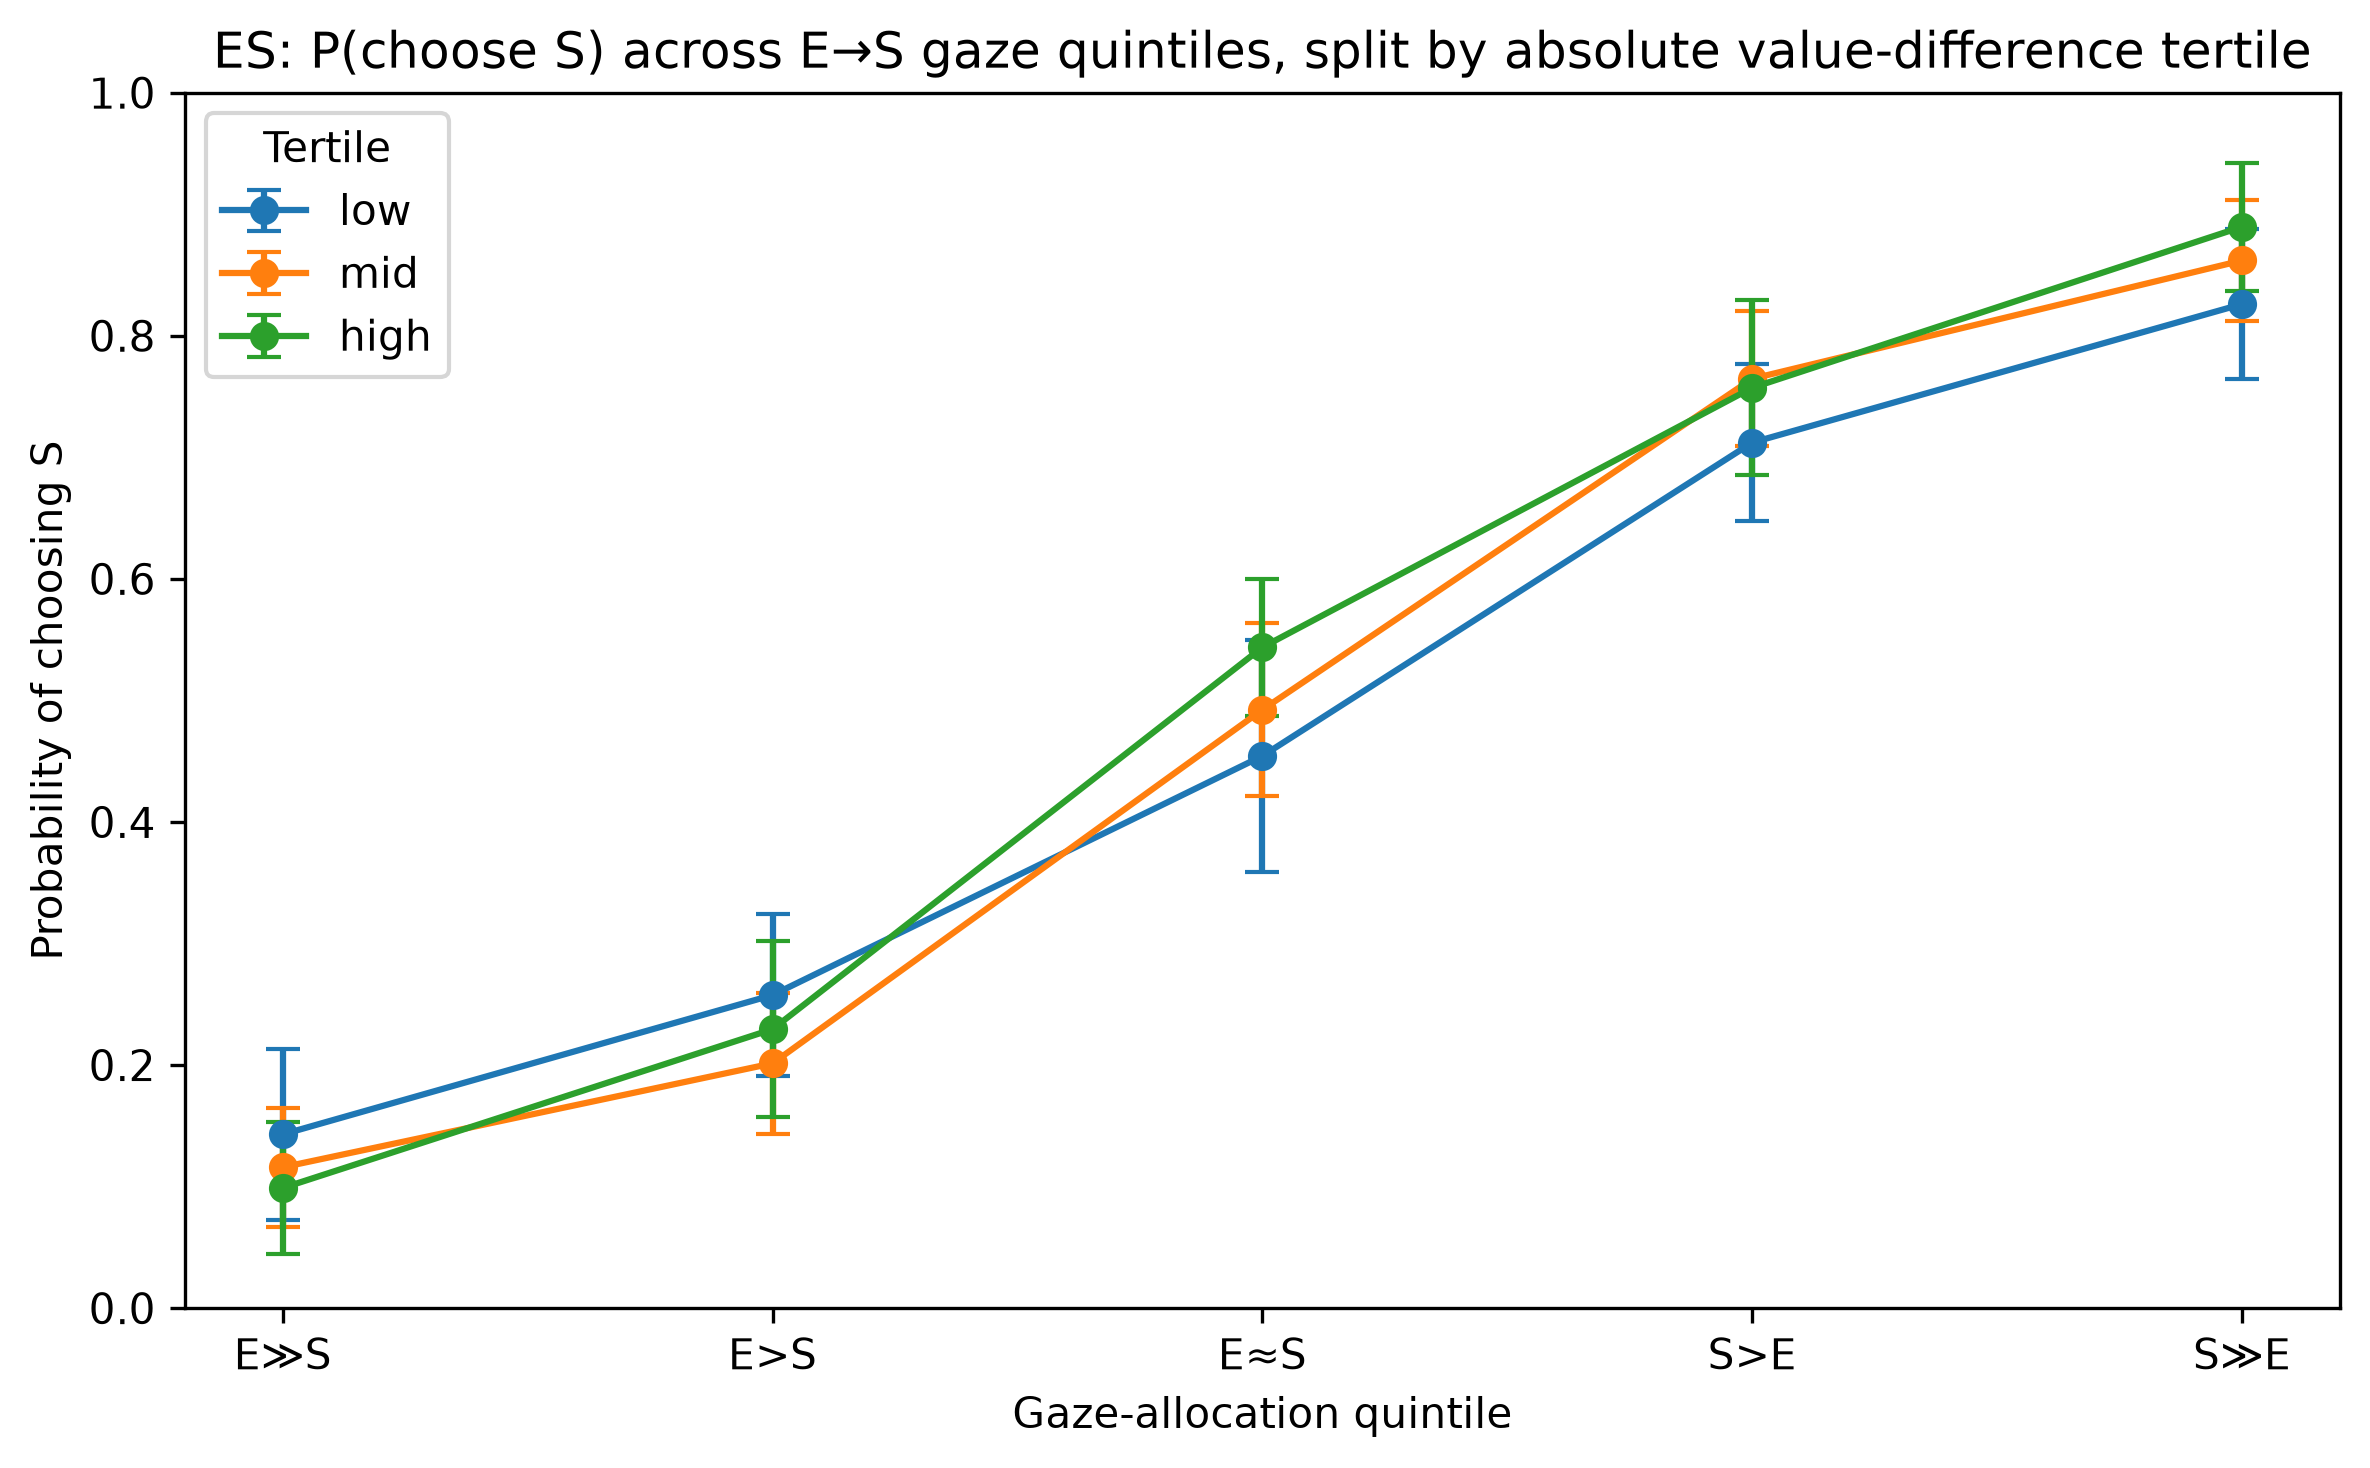 ES: P(choose S) across E→S gaze quintiles, split by absolute value-difference tertile
Tertile
low
mid
high
Probability of choosing S
1.0
0.8
0.6
0.4
0.2
0.0
E≫S
E>S
E≈S
S>E
S≫E
Gaze-allocation quintile